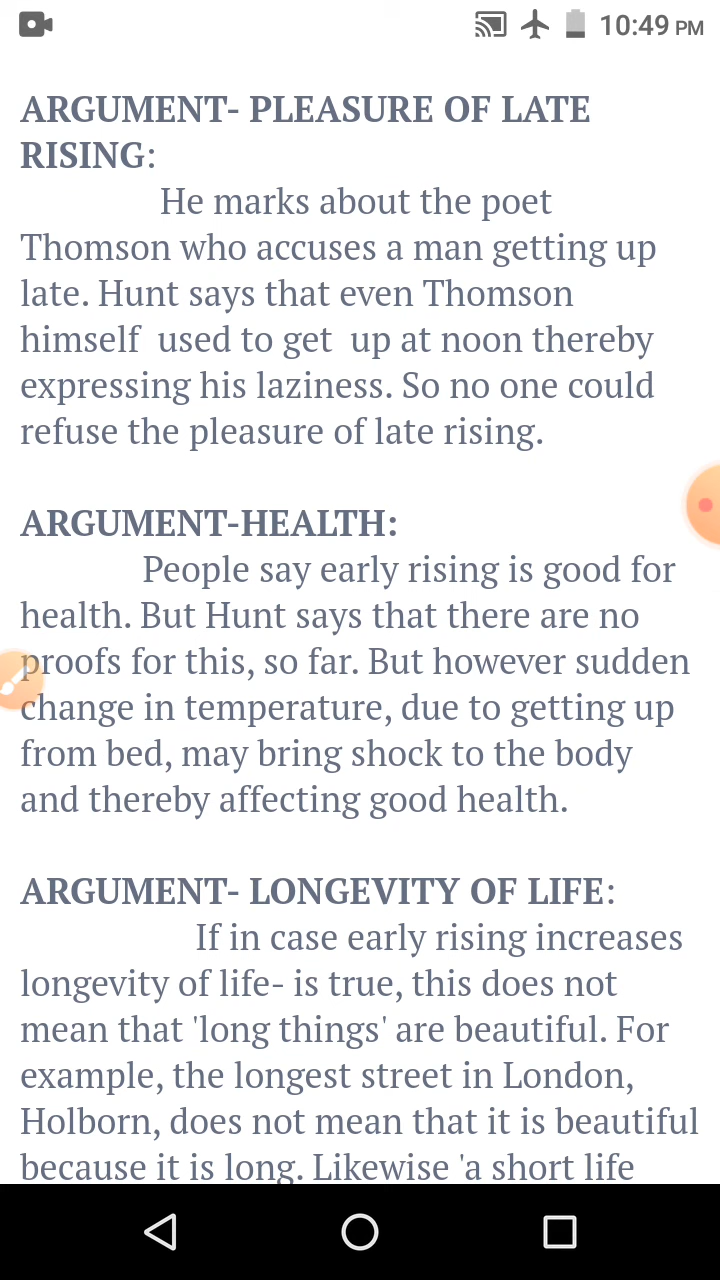 10:49 PM
ARGUMENT- PLEASURE OF LATE
RISING:
He marks about the poet
Thomson who accuses a man getting up
late. Hunt says that even Thomson
himself used to get up at noon thereby
expressing his laziness. So no one could
refuse the pleasure of late rising.
ARGUMENT-HEALTH:
People say early rising is good for
health. But Hunt says that there are no
proofs for this, so far. But however sudden
change in temperature, due to getting up
from bed, may bring shock to the body
and thereby affecting good health.
ARGUMENT- LONGEVITY OF LIFE:
If in case early rising increases
longevity of life- is true, this does not
mean that 'long things' are beautiful. For
example, the longest street in London,
Holborn, does not mean that it is beautiful
because it is long. Likewise 'a short life